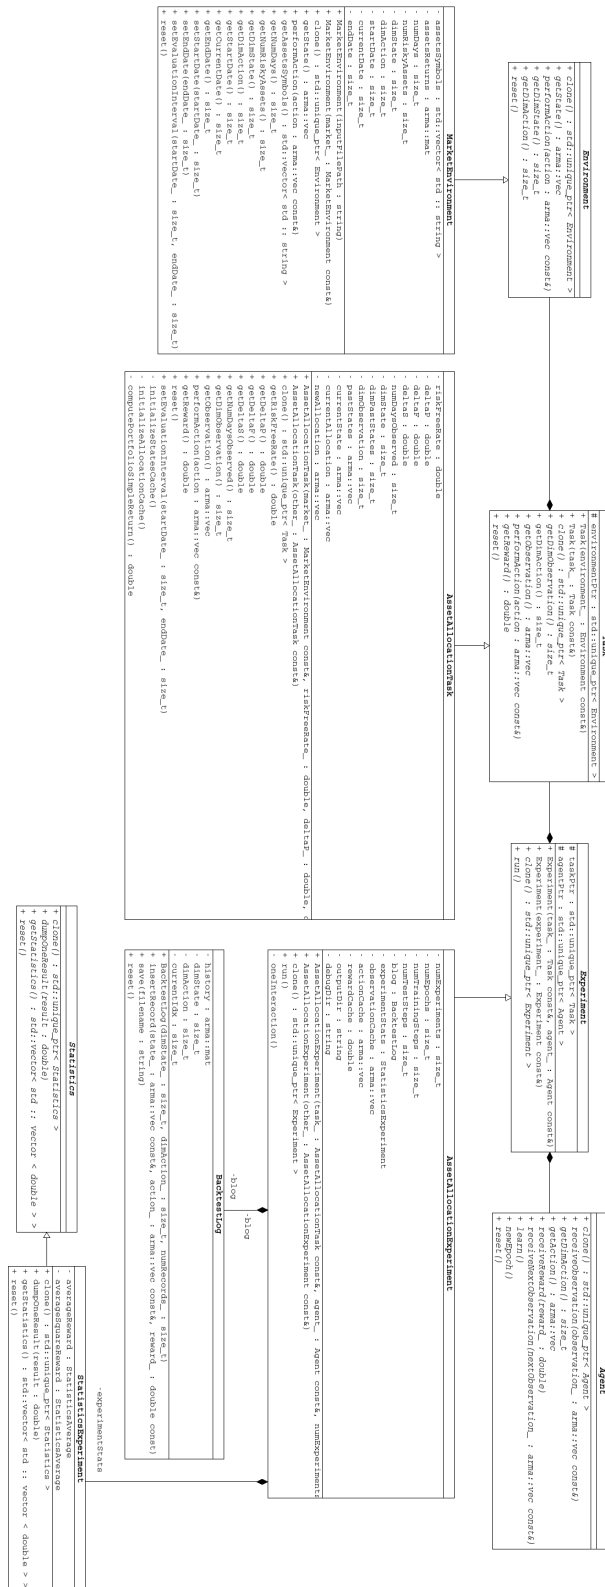 Environment
+ clone() : std::unique_ptr< Environment >
+ getState() : arma::vec
+ performAction(action : arma::vec const&)
+ getDimState() : size_t
+ getDimAction() : size_t
+ reset()
Task
# environmentPtr : std::unique_ptr< Environment >
+ Task(environment_ : Environment const&)
+ Task(task_ : Task const&)
+ clone() : std::unique_ptr< Task >
+ getDimObservation() : size_t
+ getDimAction() : size_t
+ getObservation() : arma::vec
+ performAction(action : arma::vec const&)
+ getReward() : double
+ reset()
Experiment
# taskPtr : std::unique_ptr< Task >
# agentPtr : std::unique_ptr< Agent >
+ Experiment(task_ : Task const&, agent_ : Agent const&)
+ Experiment(experiment_ : Experiment const&)
+ clone() : std::unique_ptr< Experiment >
+ run()
Agent
+ clone() : std::unique_ptr< Agent >
+ receiveObservation(observation_ : arma::vec const&)
+ getDimAction() : size_t
+ getAction() : arma::vec
+ receiveReward(reward_ : double)
+ receiveNextObservation(nextObservation_ : arma::vec const&)
+ learn()
+ newEpoch()
+ reset()
MarketEnvironment
- assetsSymbols : std::vector< std :: string >
- assetsReturns : arma::mat
- numDays : size_t
- numRiskyAssets : size_t
- dimState : size_t
- dimAction : size_t
- startDate : size_t
- currentDate : size_t
- endDate : size_t
+ MarketEnvironment(inputFilePath : string)
+ MarketEnvironment(market_ : MarketEnvironment const&)
+ clone() : std::unique_ptr< Environment >
+ getState() : arma::vec
+ performAction(action : arma::vec const&)
+ getAssetsSymbols() : std::vector< std :: string >
+ getNumDays() : size_t
+ getNumRiskyAssets() : size_t
+ getDimState() : size_t
+ getDimAction() : size_t
+ getStartDate() : size_t
+ getCurrentDate() : size_t
+ getEndDate() : size_t
+ setStartDate(startDate_ : size_t)
+ setEndDate(endDate_ : size_t)
+ setEvaluationInterval(startDate_ : size_t, endDate_ : size_t)
+ reset()
AssetAllocationTask
- riskFreeRate : double
- deltaP : double
- deltaF : double
- deltaS : double
- numDaysObserved : size_t
- dimState : size_t
- dimPastStates : size_t
- dimObservation : size_t
- pastStates : arma::vec
- currentState : arma::vec
- currentAllocation : arma::vec
- newAllocation : arma::vec
+ AssetAllocationTask(market_ : MarketEnvironment const&, riskFreeRate_ : double, deltaP_ : double,
+ AssetAllocationTask(other_ : AssetAllocationTask const&)
+ clone() : std::unique_ptr< Task >
+ getRiskFreeRate() : double
+ getDeltaP() : double
+ getDeltaF() : double
+ getDeltaS() : double
+ getNumDaysObserved() : size_t
+ getDimObservation() : size_t
+ getObservation() : arma::vec
+ performAction(action : arma::vec const&)
+ getReward() : double
+ reset()
+ setEvaluationInterval(startDate_ : size_t, endDate_ : size_t)
- initializeStatesCache()
- initializeAllocationCache()
- computePortfolioSimpleReturn() : double
AssetAllocationExperiment
- numExperiments : size_t
- numEpochs : size_t
- numTrainingSteps : size_t
- numTestSteps : size_t
- blog : BacktestLog
- experimentStats : StatisticsExperiment
- observationCache : arma::vec
- actionCache : arma::vec
- rewardCache : double
- outputDir : string
- debugDir : string
+ AssetAllocationExperiment(task_ : AssetAllocationTask const&, agent_ : Agent const&, numExperiments
+ AssetAllocationExperiment(other_ : AssetAllocationExperiment const&)
+ clone() : std::unique_ptr< Experiment >
+ run()
- oneInteraction()
-blog
-blog
BacktestLog
- history : arma::mat
- dimState : size_t
- dimAction : size_t
- currentIdx : size_t
+ BacktestLog(dimState_ : size_t, dimAction_ : size_t, numRecords_ : size_t)
+ insertRecord(state_ : arma::vec const&, action_ : arma::vec const&, reward_ : double const)
+ save(filename : string)
+ reset()
-experimentStats
Statistics
+ clone() : std::unique_ptr< Statistics >
+ dumpOneResult(result : double)
+ getStatistics() : std::vector< std :: vector < double > >
+ reset()
StatisticsExperiment
- averageReward : StatisticsAverage
- averageSquareReward : StatisticsAverage
+ clone() : std::unique_ptr< Statistics >
+ dumpOneResult(result : double)
+ getStatistics() : std::vector< std :: vector < double > >
+ reset()